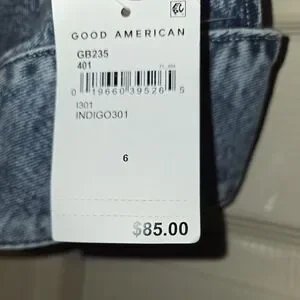 GOOD AMERICAN
GB235
401
0 19660 39526 5
I301
INDIGO301
6
$85.00